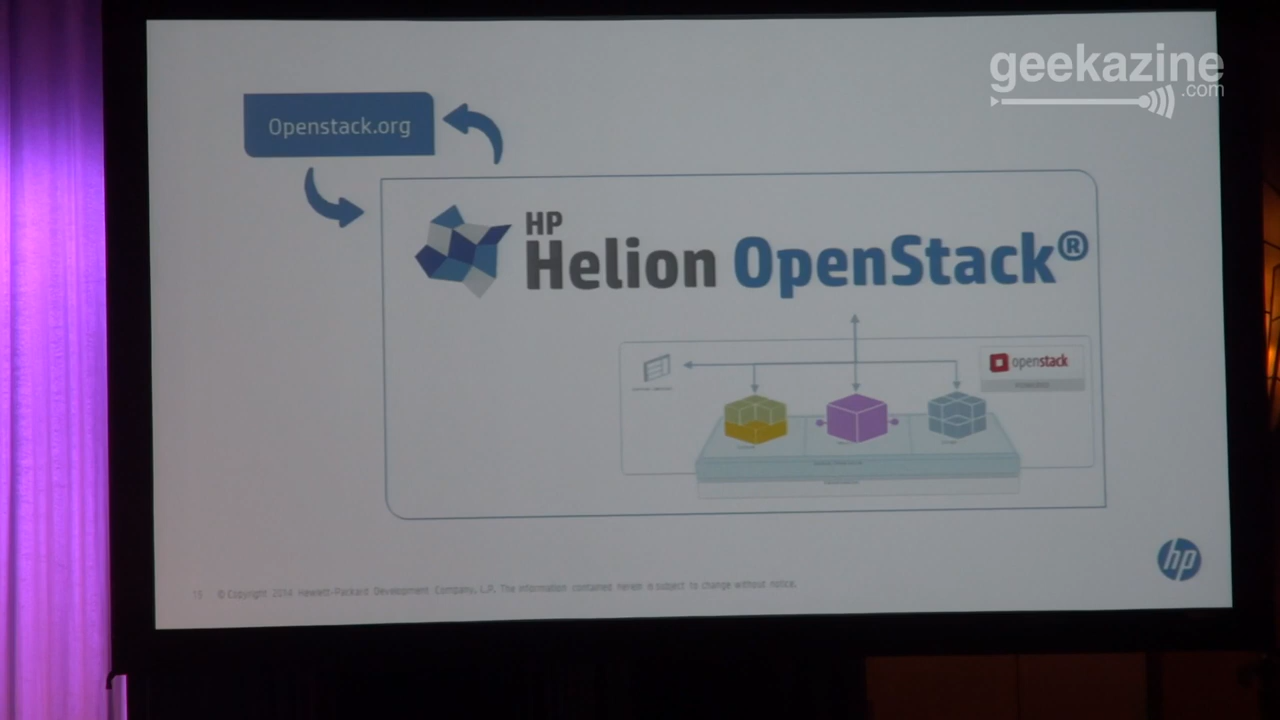 geekazine
.com
Openstack.org
HP
Helion OpenStack®
openstack
hp
15 © Copyright 2014 Hewlett-Packard Development Company, L.P. The information contained herein is subject to change without notice.